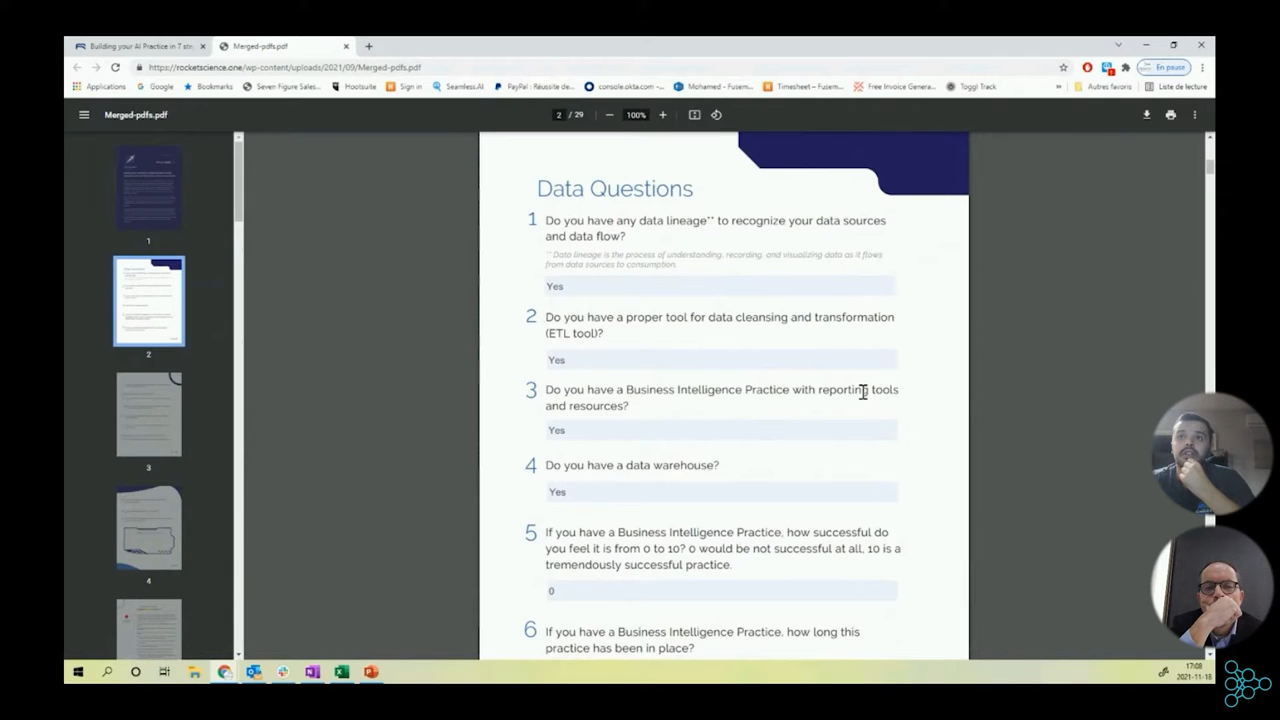 Building your AI Practice in 7 str
Merged-pdfs.pdf
https://rocketscience.one/wp-content/uploads/2021/09/Merged-pdfs.pdf
En pause
Applications
Google
Bookmarks
Seven Figure Sales...
Hootsuite
Sign in
Seamless.AI
PayPal : Réussite de...
console.okta.com -...
Mohamed - Fusem...
Timesheet – Fusem...
Free Invoice Genera...
Toggl Track
»
Autres favoris
Liste de lecture
Merged-pdfs.pdf
2 / 29
100%
1
2
3
4
Data Questions
1 Do you have any data lineage** to recognize your data sources
and data flow?
** Data lineage is the process of understanding, recording, and visualizing data as it flows
from data sources to consumption.
Yes
2 Do you have a proper tool for data cleansing and transformation
(ETL tool)?
Yes
3 Do you have a Business Intelligence Practice with reporting tools
and resources?
Yes
4 Do you have a data warehouse?
Yes
5 If you have a Business Intelligence Practice, how successful do
you feel it is from 0 to 10? 0 would be not successful at all, 10 is a
tremendously successful practice.
0
6 If you have a Business Intelligence Practice, how long this
practice has been in place?
17:08
2021-11-18